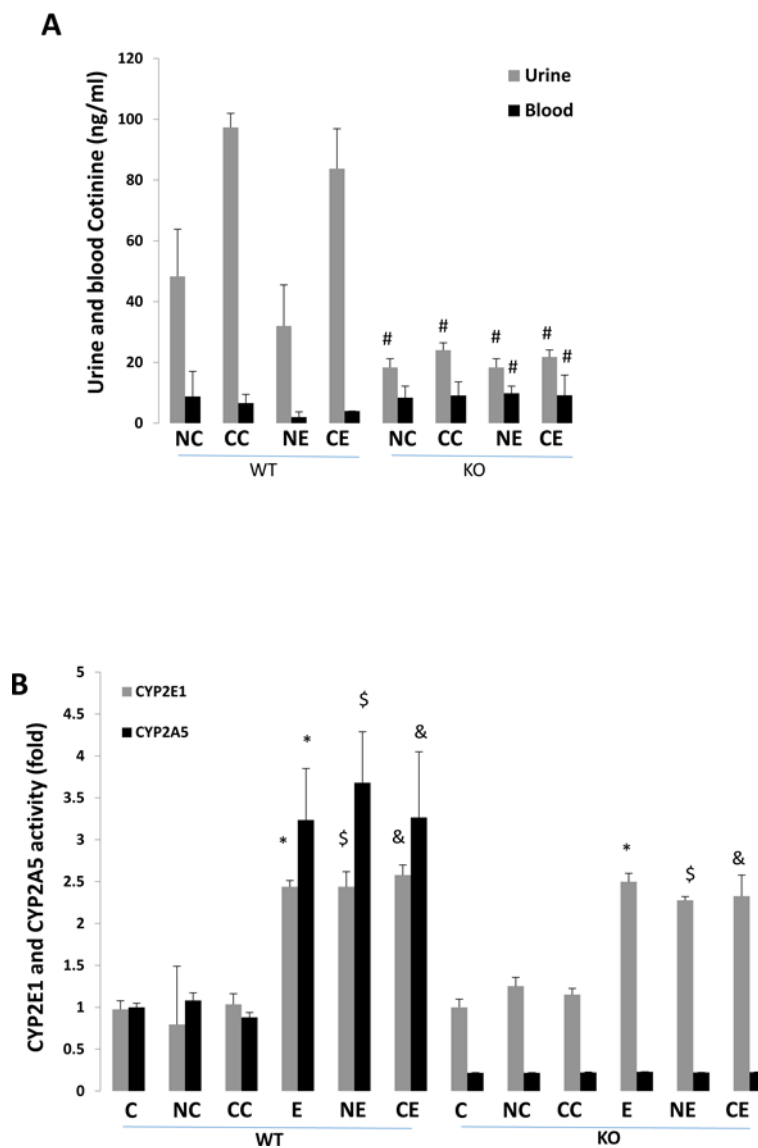 A
Urine and blood Cotinine (ng/ml)
120
100
80
60
40
20
0
Urine
Blood
# # # # # #
NC CC NE CE NC CC NE CE
WT KO
B
CYP2E1 and CYP2A5 activity (fold)
5
4.5
4
3.5
3
2.5
2
1.5
1
0.5
0
CYP2E1
CYP2A5
* * $ $ & & * $ &
C NC CC E NE CE C NC CC E NE CE
WT KO